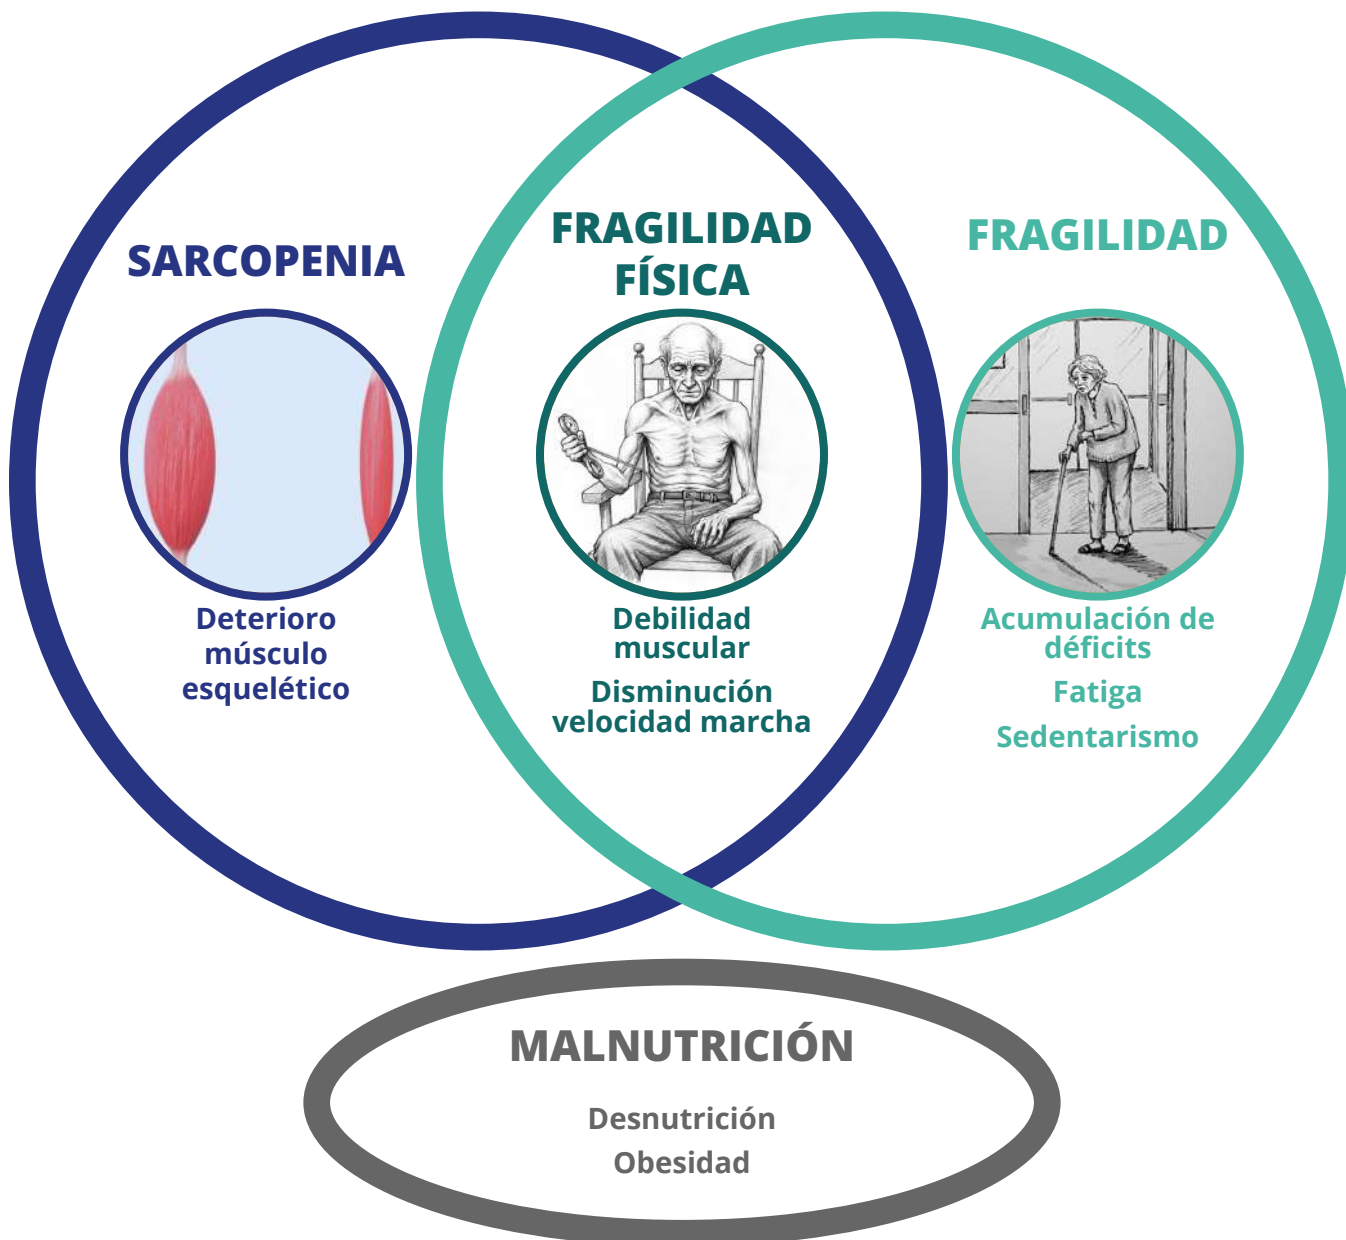 SARCOPENIA
Deterioro
músculo
esquelético
FRAGILIDAD
FÍSICA
Debilidad
muscular
Disminución
velocidad marcha
FRAGILIDAD
Acumulación de
déficits
Fatiga
Sedentarismo
MALNUTRICIÓN
Desnutrición
Obesidad